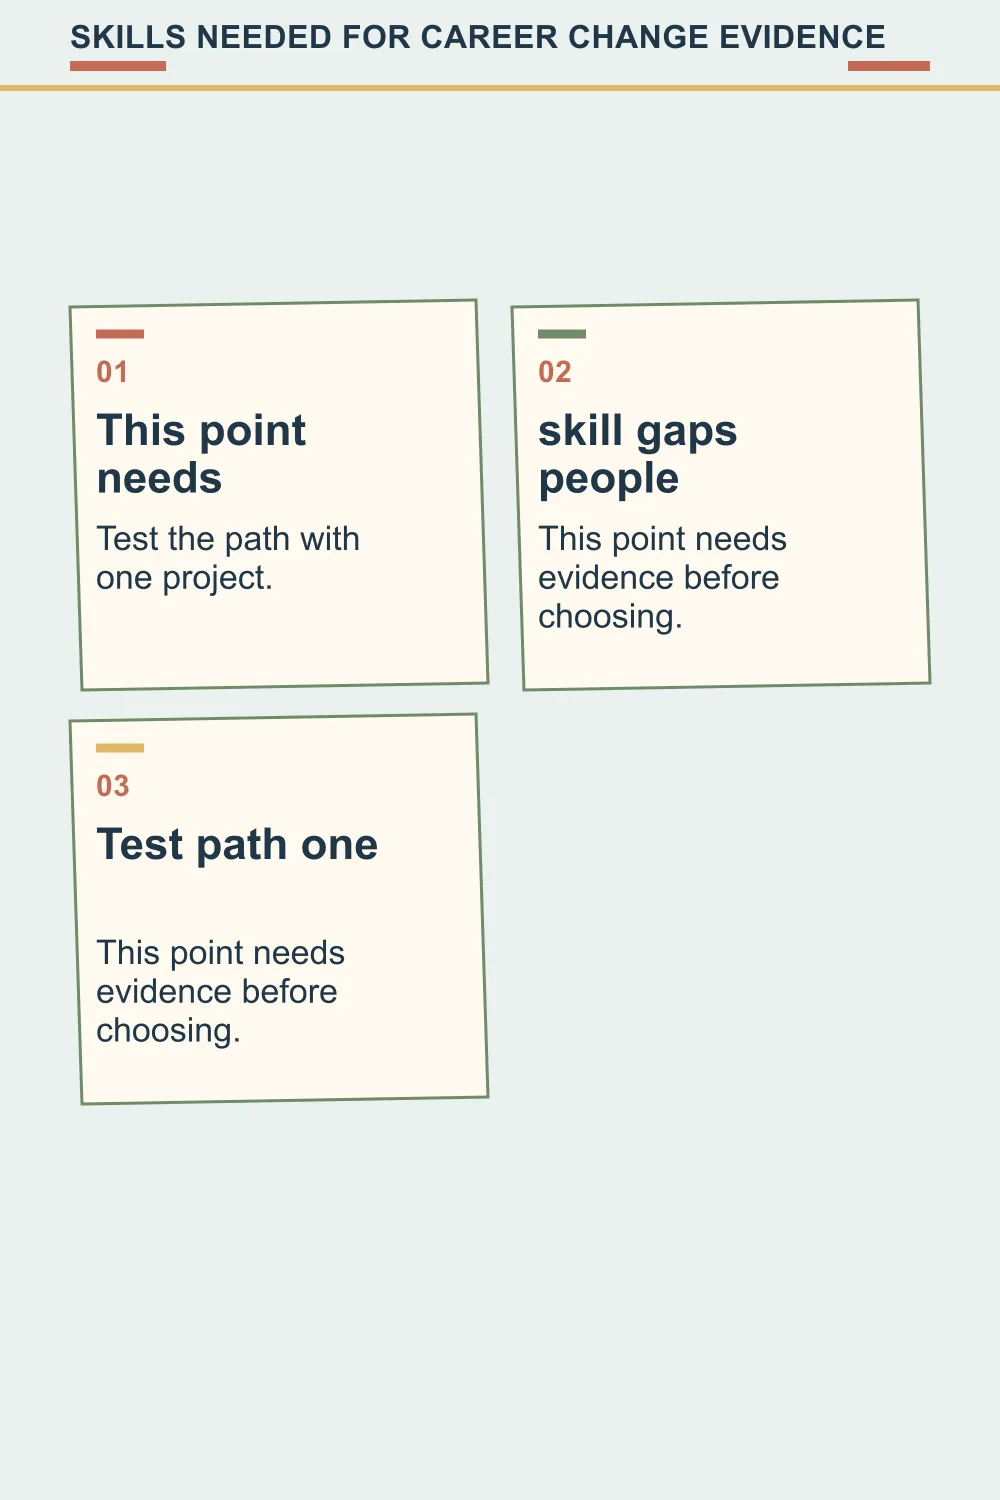 SKILLS NEEDED FOR CAREER CHANGE EVIDENCE
01
This point
needs
Test the path with
one project.
02
skill gaps
people
This point needs
evidence before
choosing.
03
Test path one
This point needs
evidence before
choosing.